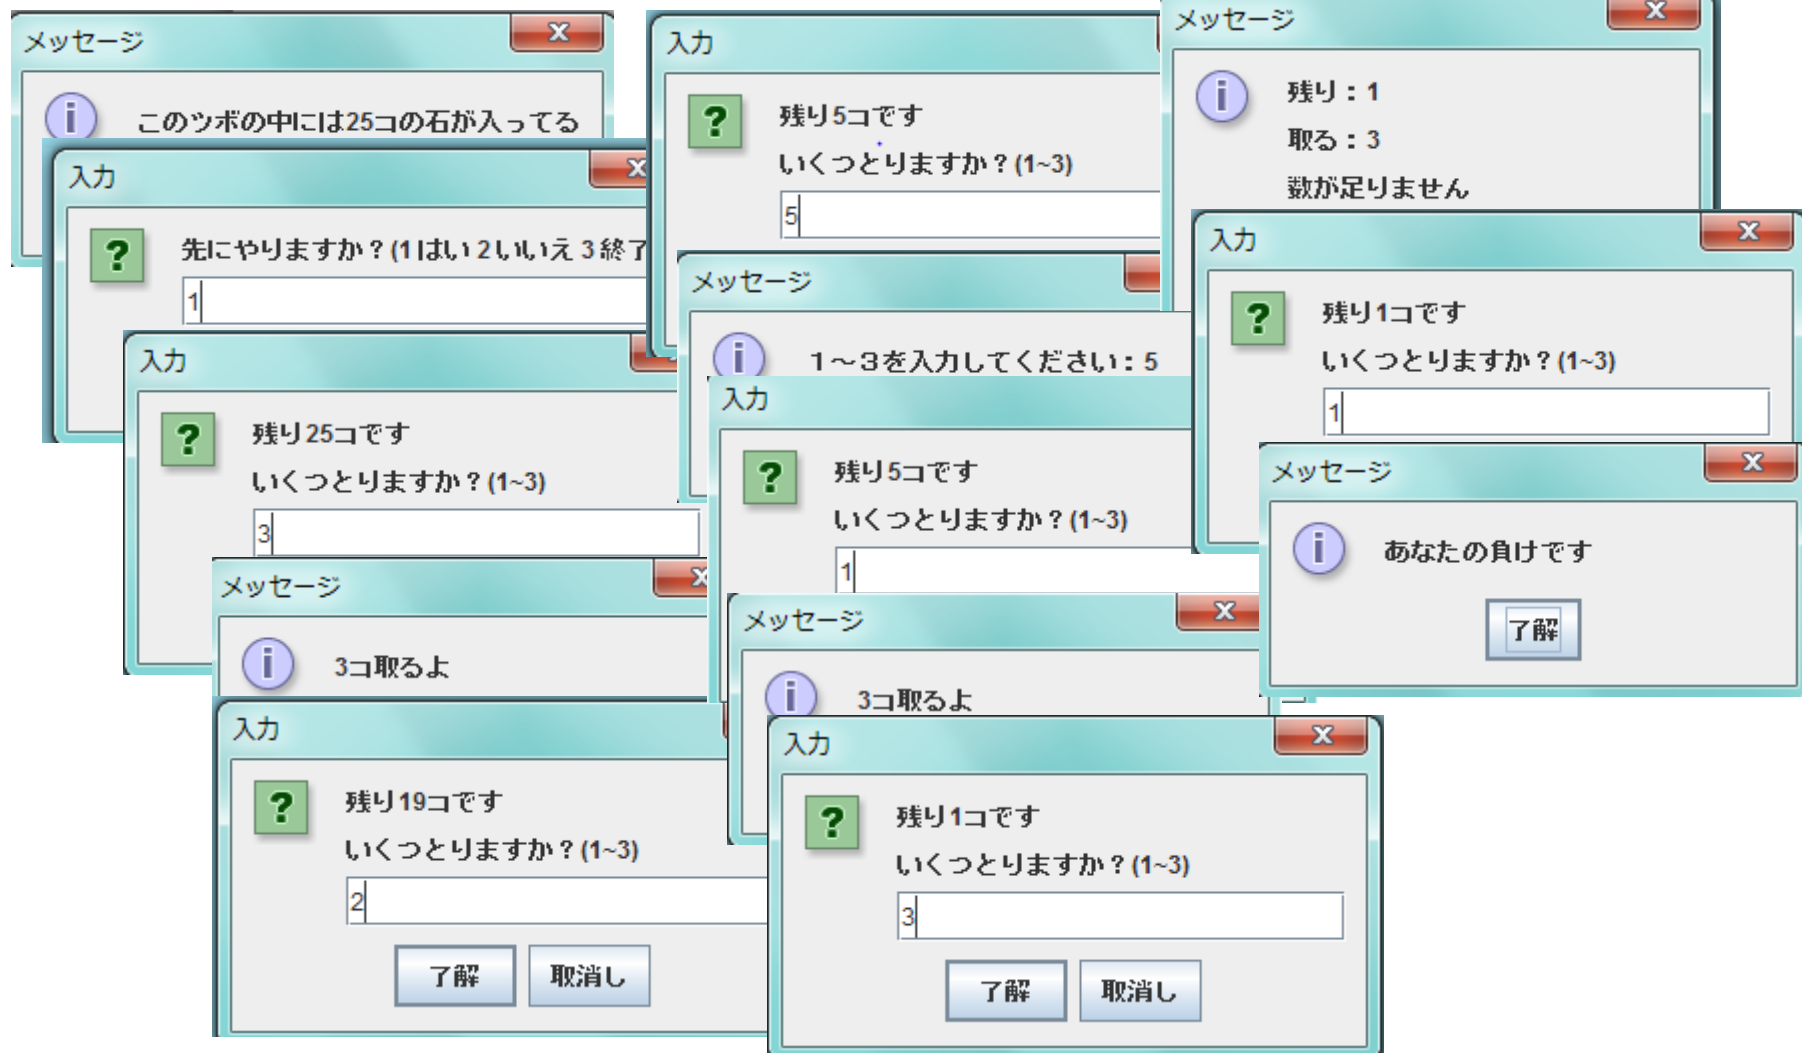 メッセージ
このツボの中には25コの石が入ってる
入力
先にやりますか？(1はい 2いいえ 3終了
1
入力
残り25コです
いくつとりますか？(1~3)
3
メッセージ
3コ取るよ
入力
残り19コです
いくつとりますか？(1~3)
2
了解
取消し
入力
残り5コです
いくつとりますか？(1~3)
5
メッセージ
1～3を入力してください：5
入力
残り5コです
いくつとりますか？(1~3)
1
メッセージ
3コ取るよ
入力
残り1コです
いくつとりますか？(1~3)
3
了解
取消し
メッセージ
残り：1
取る：3
数が足りません
入力
残り1コです
いくつとりますか？(1~3)
1
メッセージ
あなたの負けです
了解